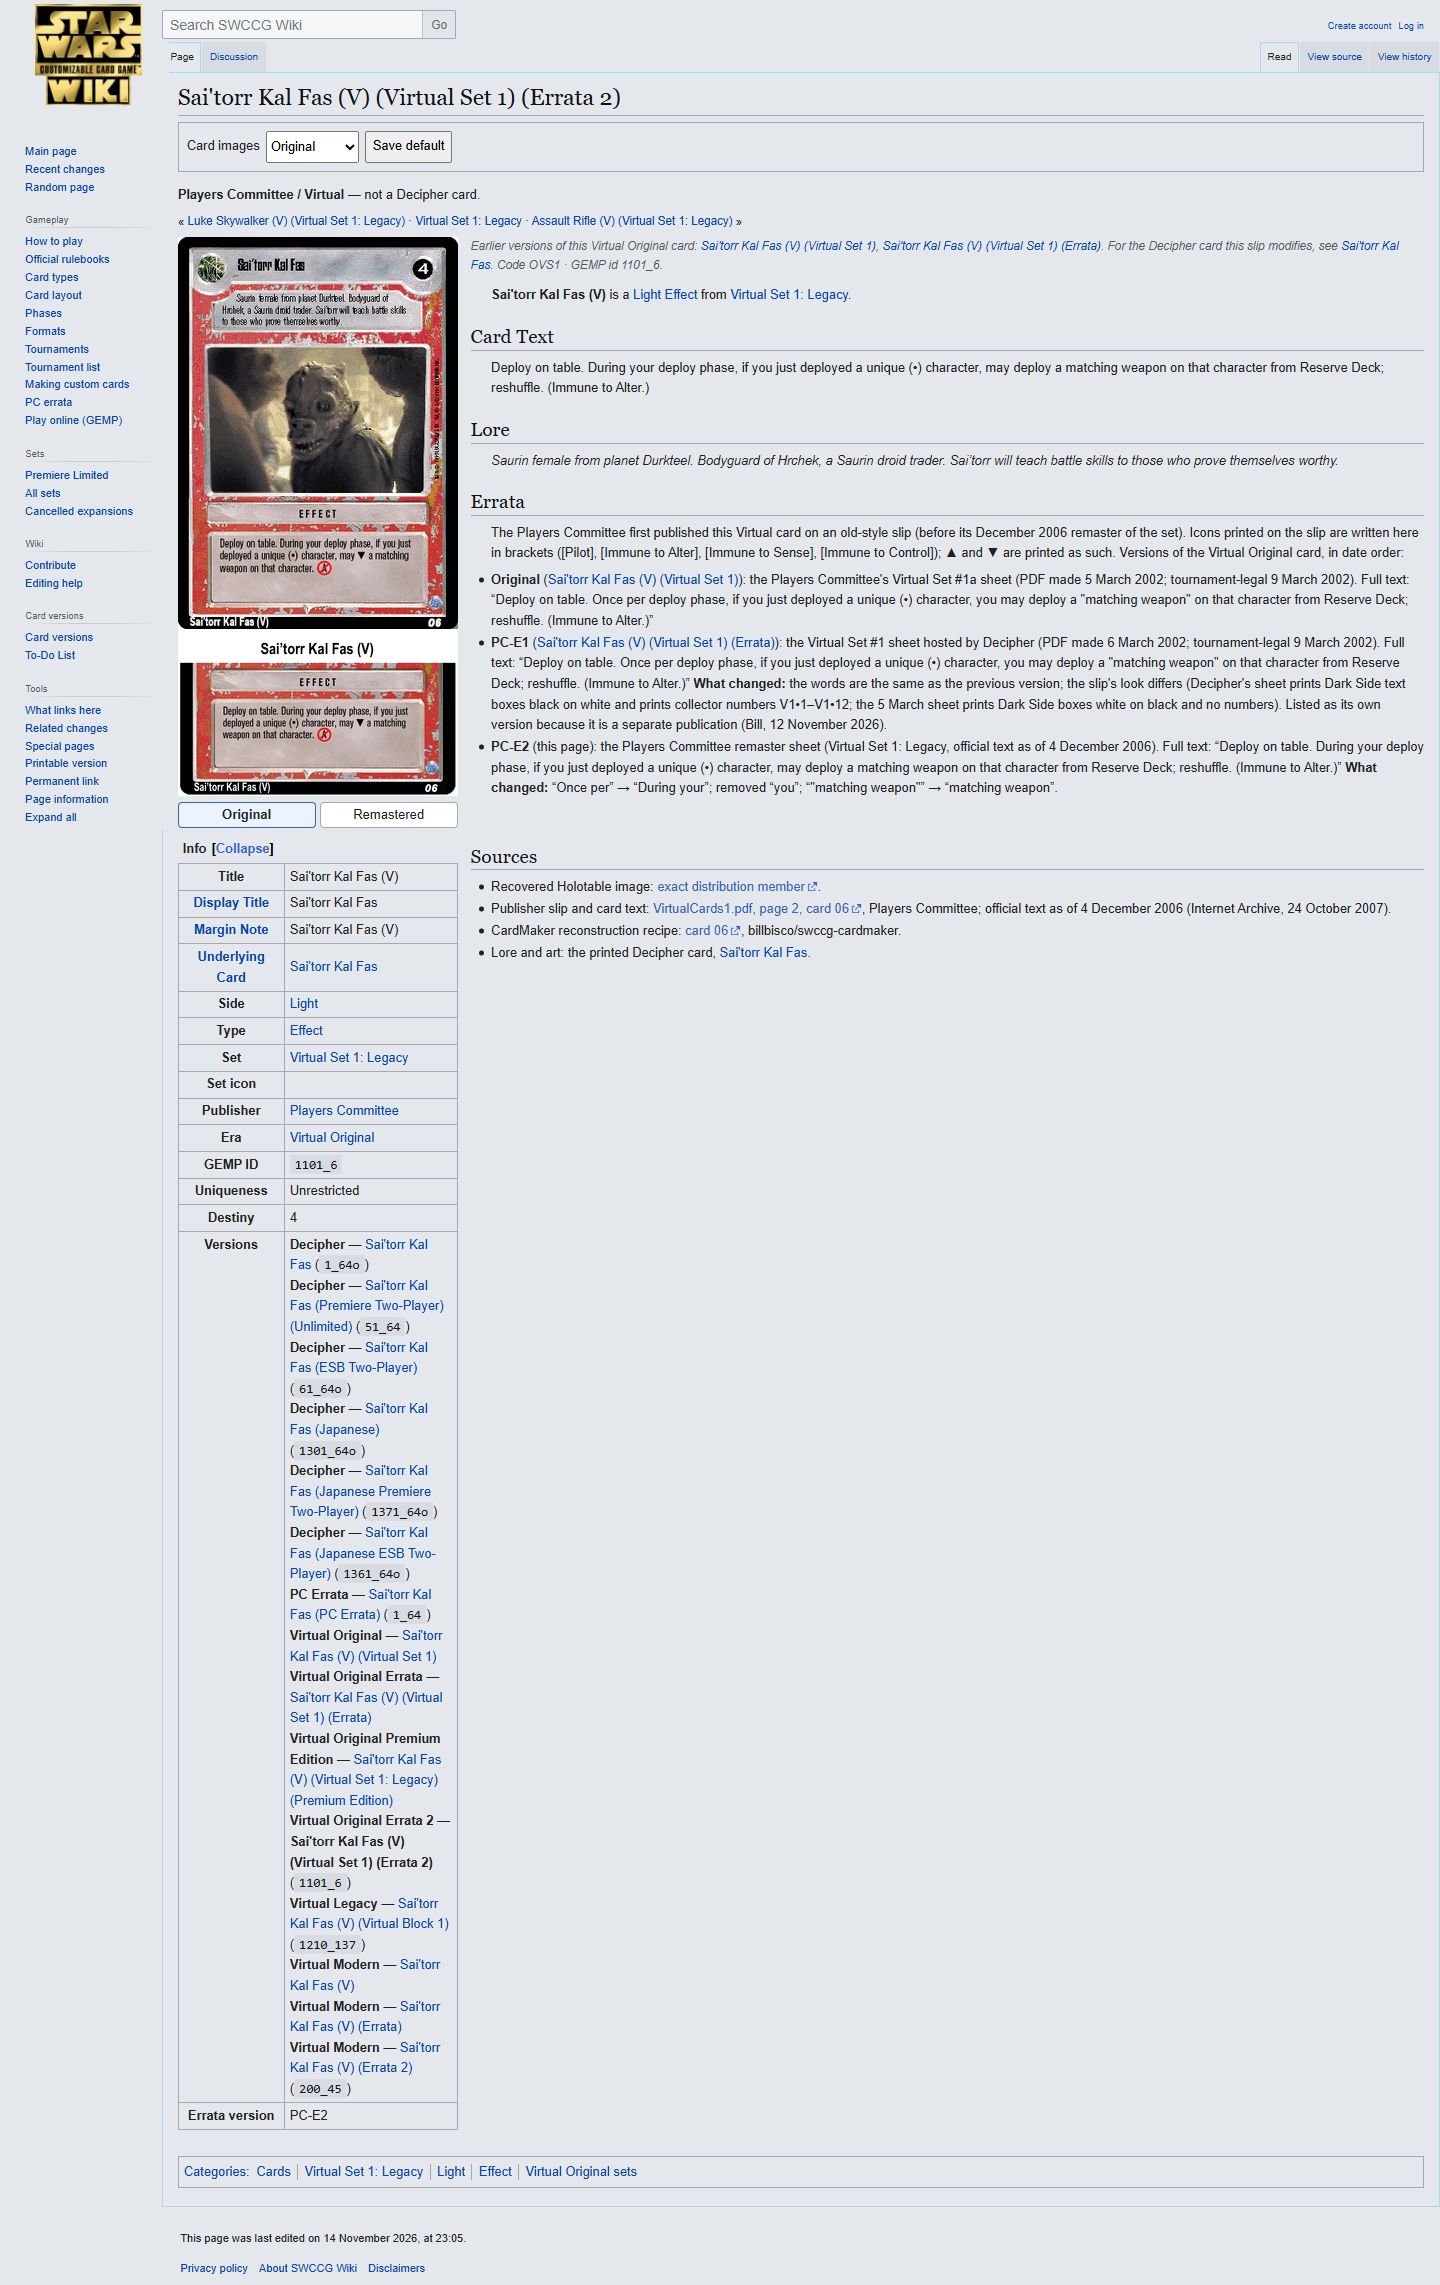 STAR
WARS
CUSTOMIZABLE CARD GAME
WIKI
Search SWCCG Wiki
Go
Create account Log in
Page Discussion
Read View source View history
Main page
Recent changes
Random page
Gameplay
How to play
Official rulebooks
Card types
Card layout
Phases
Formats
Tournaments
Tournament list
Making custom cards
PC errata
Play online (GEMP)
Sets
Premiere Limited
All sets
Cancelled expansions
Wiki
Contribute
Editing help
Card versions
Card versions
To-Do List
Tools
What links here
Related changes
Special pages
Printable version
Permanent link
Page information
Expand all
Sai'torr Kal Fas (V) (Virtual Set 1) (Errata 2)
Card images Original Save default
Players Committee / Virtual — not a Decipher card.
« Luke Skywalker (V) (Virtual Set 1: Legacy) · Virtual Set 1: Legacy · Assault Rifle (V) (Virtual Set 1: Legacy) »
Sai'torr Kal Fas
4
Saurin female from planet Durkteel. Bodyguard of
Hrchek, a Saurin droid trader. Sai'torr will teach battle skills
to those who prove themselves worthy.
EFFECT
Deploy on table. During your deploy phase, if you just
deployed a unique (•) character, may ▼ a matching
weapon on that character.
Sai'torr Kal Fas (V) 06
Sai'torr Kal Fas (V)
EFFECT
Deploy on table. During your deploy phase, if you just
deployed a unique (•) character, may ▼ a matching
weapon on that character.
Sai'torr Kal Fas (V) 06
Original Remastered
Earlier versions of this Virtual Original card: Sai'torr Kal Fas (V) (Virtual Set 1), Sai'torr Kal Fas (V) (Virtual Set 1) (Errata). For the Decipher card this slip modifies, see Sai'torr Kal
Fas. Code OVS1 · GEMP id 1101_6.
Sai'torr Kal Fas (V) is a Light Effect from Virtual Set 1: Legacy.
Card Text
Deploy on table. During your deploy phase, if you just deployed a unique (•) character, may deploy a matching weapon on that character from Reserve Deck;
reshuffle. (Immune to Alter.)
Lore
Saurin female from planet Durkteel. Bodyguard of Hrchek, a Saurin droid trader. Sai'torr will teach battle skills to those who prove themselves worthy.
Errata
The Players Committee first published this Virtual card on an old-style slip (before its December 2006 remaster of the set). Icons printed on the slip are written here
in brackets ([Pilot], [Immune to Alter], [Immune to Sense], [Immune to Control]); ▲ and ▼ are printed as such. Versions of the Virtual Original card, in date order:
• Original (Sai'torr Kal Fas (V) (Virtual Set 1)): the Players Committee's Virtual Set #1a sheet (PDF made 5 March 2002; tournament-legal 9 March 2002). Full text:
“Deploy on table. Once per deploy phase, if you just deployed a unique (•) character, you may deploy a "matching weapon" on that character from Reserve Deck;
reshuffle. (Immune to Alter.)”
• PC-E1 (Sai'torr Kal Fas (V) (Virtual Set 1) (Errata)): the Virtual Set #1 sheet hosted by Decipher (PDF made 6 March 2002; tournament-legal 9 March 2002). Full
text: “Deploy on table. Once per deploy phase, if you just deployed a unique (•) character, you may deploy a "matching weapon" on that character from Reserve
Deck; reshuffle. (Immune to Alter.)” What changed: the words are the same as the previous version; the slip's look differs (Decipher's sheet prints Dark Side text
boxes black on white and prints collector numbers V1•1–V1•12; the 5 March sheet prints Dark Side boxes white on black and no numbers). Listed as its own
version because it is a separate publication (Bill, 12 November 2026).
• PC-E2 (this page): the Players Committee remaster sheet (Virtual Set 1: Legacy, official text as of 4 December 2006). Full text: “Deploy on table. During your deploy
phase, if you just deployed a unique (•) character, may deploy a matching weapon on that character from Reserve Deck; reshuffle. (Immune to Alter.)” What
changed: “Once per” → “During your”; removed “you”; “"matching weapon"” → “matching weapon”.
Sources
• Recovered Holotable image: exact distribution member.
• Publisher slip and card text: VirtualCards1.pdf, page 2, card 06, Players Committee; official text as of 4 December 2006 (Internet Archive, 24 October 2007).
• CardMaker reconstruction recipe: card 06, billbisco/swccg-cardmaker.
• Lore and art: the printed Decipher card, Sai'torr Kal Fas.
Info [Collapse]
Title Sai'torr Kal Fas (V)
Display Title Sai'torr Kal Fas
Margin Note Sai'torr Kal Fas (V)
Underlying
Card Sai'torr Kal Fas
Side Light
Type Effect
Set Virtual Set 1: Legacy
Set icon
Publisher Players Committee
Era Virtual Original
GEMP ID 1101_6
Uniqueness Unrestricted
Destiny 4
Versions Decipher — Sai'torr Kal
Fas ( 1_64o )
Decipher — Sai'torr Kal
Fas (Premiere Two-Player)
(Unlimited) ( 51_64 )
Decipher — Sai'torr Kal
Fas (ESB Two-Player)
( 61_64o )
Decipher — Sai'torr Kal
Fas (Japanese)
( 1301_64o )
Decipher — Sai'torr Kal
Fas (Japanese Premiere
Two-Player) ( 1371_64o )
Decipher — Sai'torr Kal
Fas (Japanese ESB Two-
Player) ( 1361_64o )
PC Errata — Sai'torr Kal
Fas (PC Errata) ( 1_64 )
Virtual Original — Sai'torr
Kal Fas (V) (Virtual Set 1)
Virtual Original Errata —
Sai'torr Kal Fas (V) (Virtual
Set 1) (Errata)
Virtual Original Premium
Edition — Sai'torr Kal Fas
(V) (Virtual Set 1: Legacy)
(Premium Edition)
Virtual Original Errata 2 —
Sai'torr Kal Fas (V)
(Virtual Set 1) (Errata 2)
( 1101_6 )
Virtual Legacy — Sai'torr
Kal Fas (V) (Virtual Block 1)
( 1210_137 )
Virtual Modern — Sai'torr
Kal Fas (V)
Virtual Modern — Sai'torr
Kal Fas (V) (Errata)
Virtual Modern — Sai'torr
Kal Fas (V) (Errata 2)
( 200_45 )
Errata version PC-E2
Categories: Cards Virtual Set 1: Legacy Light Effect Virtual Original sets
This page was last edited on 14 November 2026, at 23:05.
Privacy policy About SWCCG Wiki Disclaimers